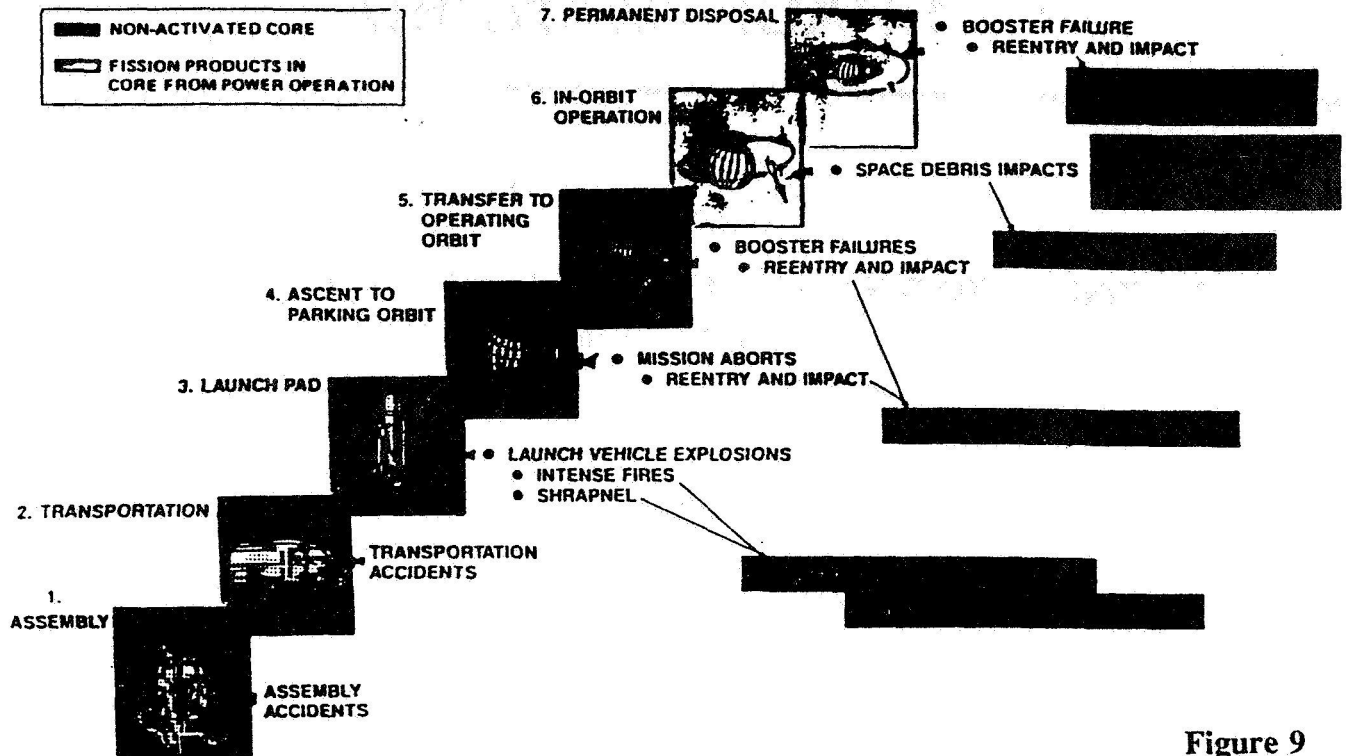 NON-ACTIVATED CORE
FISSION PRODUCTS IN
CORE FROM POWER OPERATION
7. PERMANENT DISPOSAL
• BOOSTER FAILURE
• REENTRY AND IMPACT
6. IN-ORBIT
OPERATION
• SPACE DEBRIS IMPACTS
5. TRANSFER TO
OPERATING
ORBIT
• BOOSTER FAILURES
• REENTRY AND IMPACT
4. ASCENT TO
PARKING ORBIT
• MISSION ABORTS
• REENTRY AND IMPACT
3. LAUNCH PAD
• LAUNCH VEHICLE EXPLOSIONS
• INTENSE FIRES
• SHRAPNEL
2. TRANSPORTATION
TRANSPORTATION
ACCIDENTS
1.
ASSEMBLY
ASSEMBLY
ACCIDENTS
Figure 9